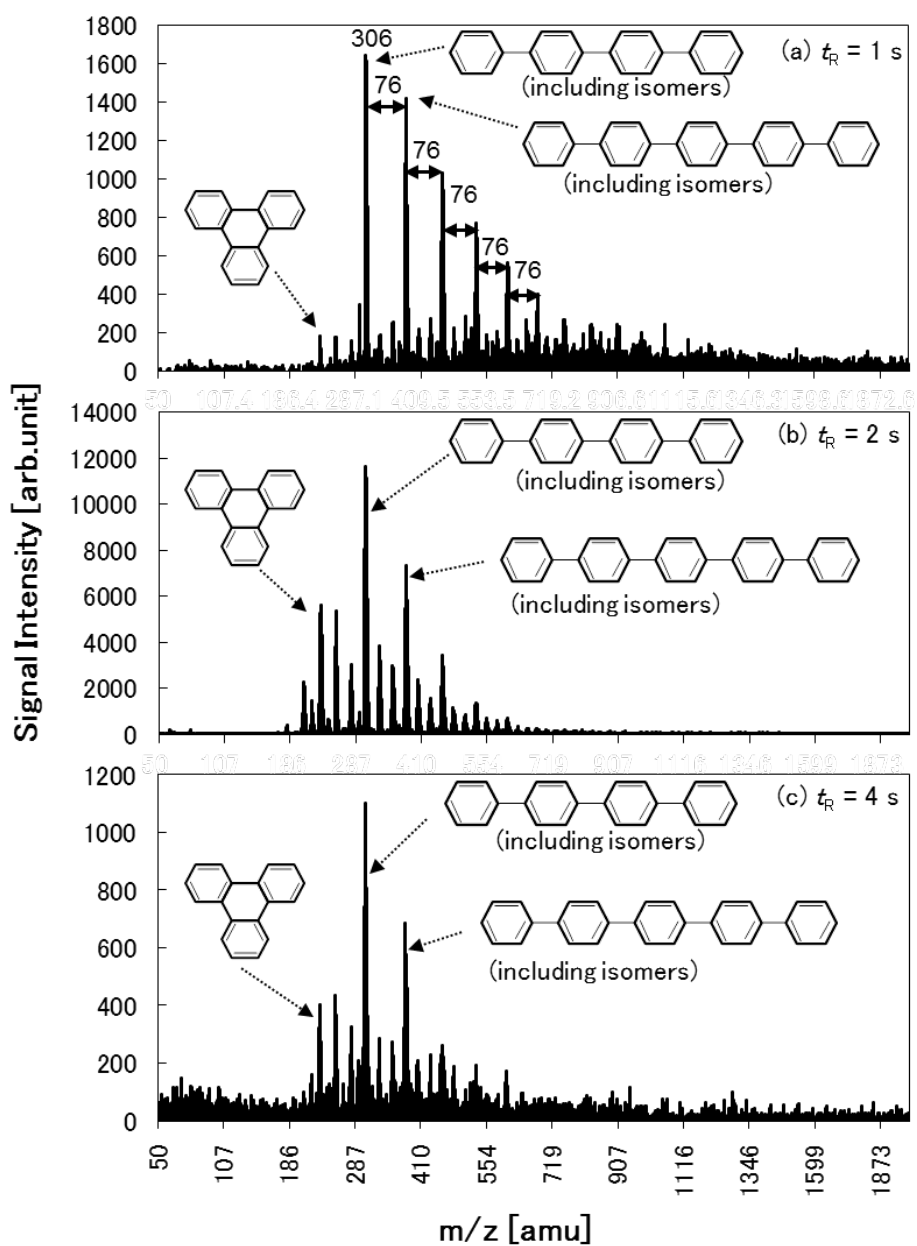 Signal Intensity [arb.unit]
1800
1600
1400
1200
1000
800
600
400
200
0
306
76
76
76
76
76
(a) tR = 1 s
(including isomers)
(including isomers)
50 107.4 186.4 287.1 409.5 553.5 719.2 906.6 1115.6 1346.3 1598.6 1872.6
14000
12000
10000
8000
6000
4000
2000
0
(b) tR = 2 s
(including isomers)
(including isomers)
50 107 186 287 410 554 719 907 1116 1346 1599 1873
1200
1000
800
600
400
200
0
(c) tR = 4 s
(including isomers)
(including isomers)
50 107 186 287 410 554 719 907 1116 1346 1599 1873
m/z [amu]